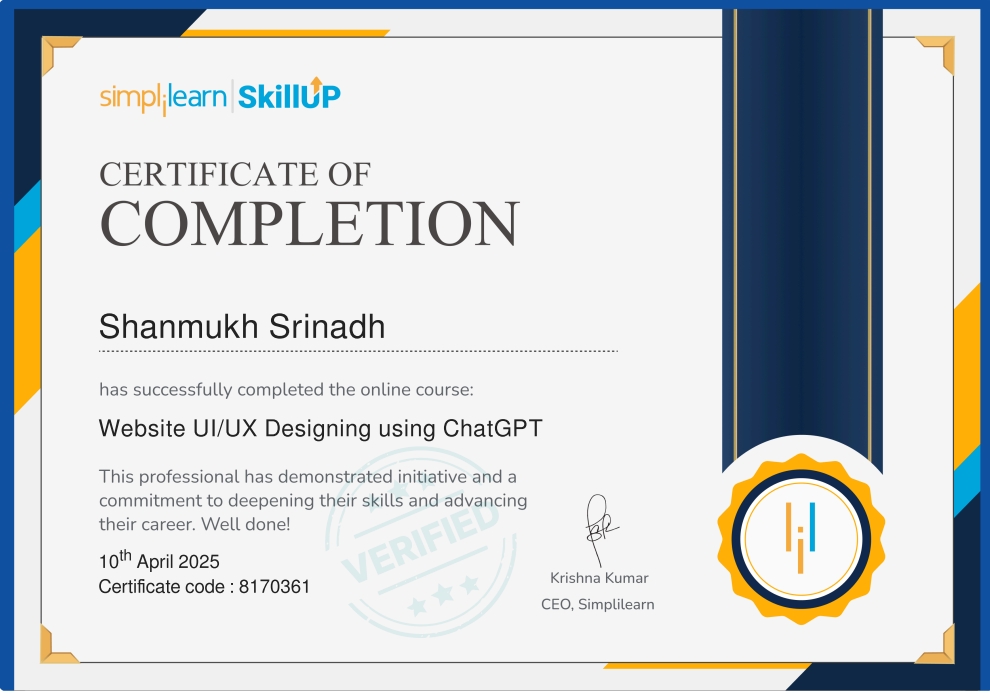 simplilearn | SkillUP
CERTIFICATE OF
COMPLETION
Shanmukh Srinadh
has successfully completed the online course:
Website UI/UX Designing using ChatGPT
This professional has demonstrated initiative and a
commitment to deepening their skills and advancing
their career. Well done!
10th April 2025
Certificate code : 8170361
VERIFIED
Krishna Kumar
CEO, Simplilearn